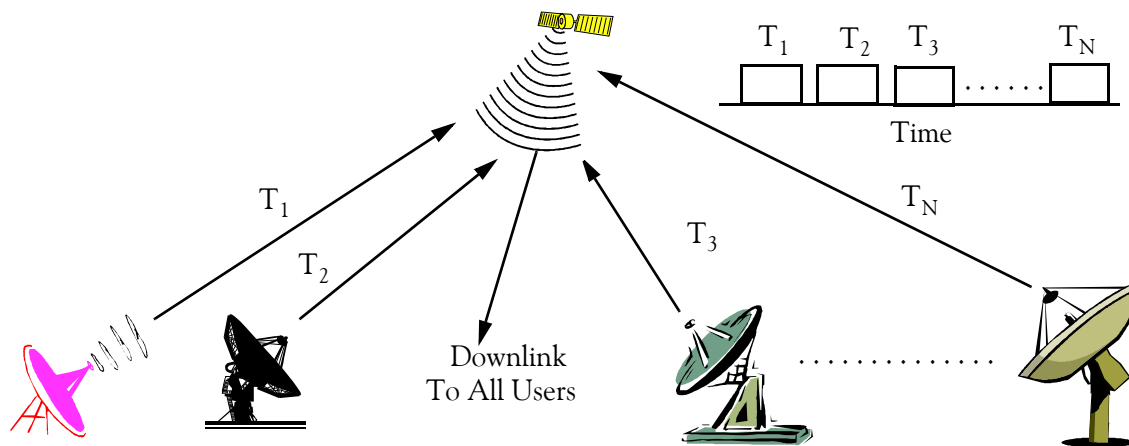 T1 T2 T3 TN
. . . . . .
Time
T1
T2
T3
TN
Downlink
To All Users